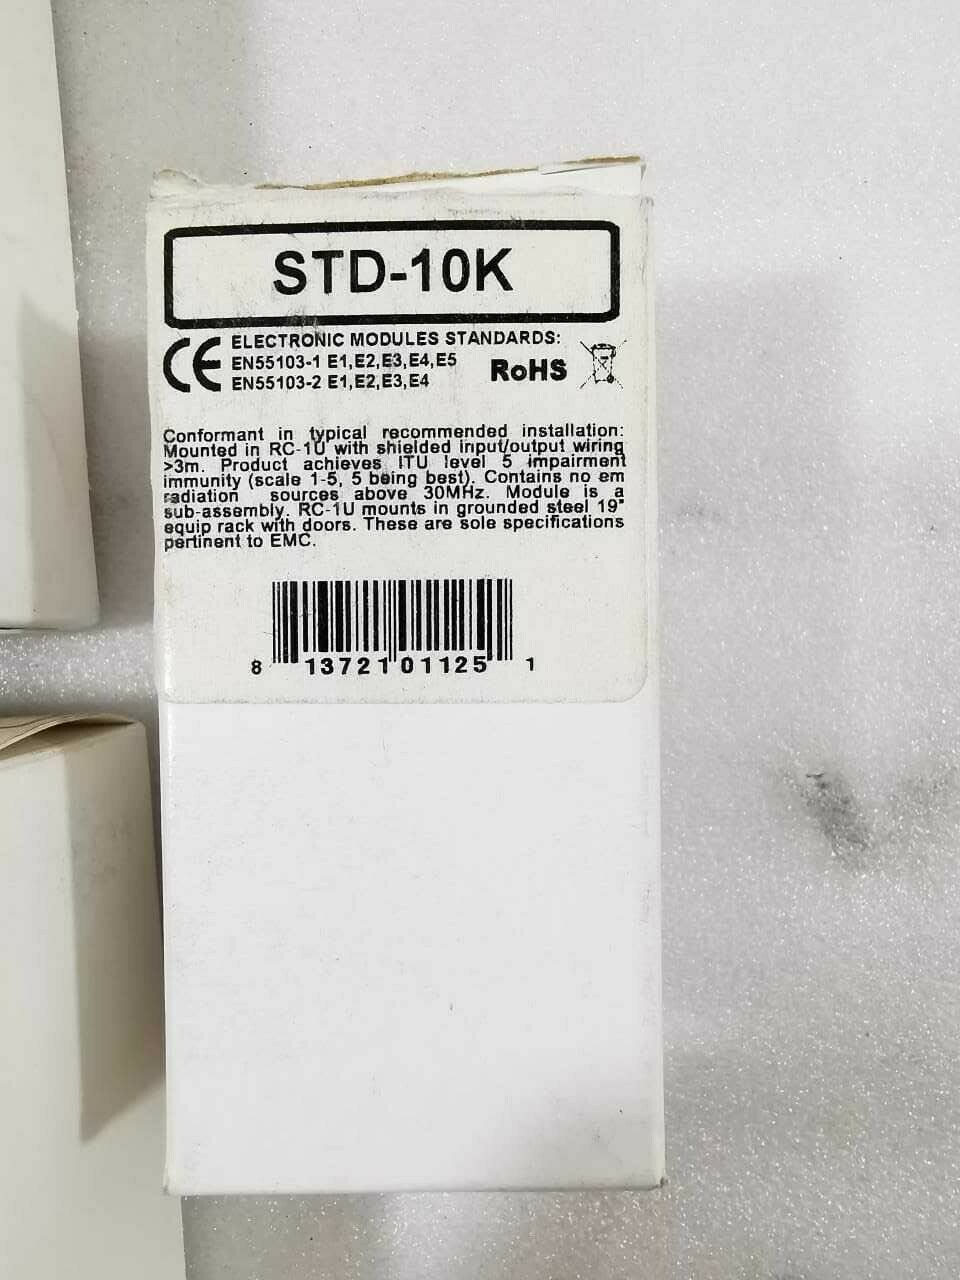 STD-10K
CE ELECTRONIC MODULES STANDARDS:
EN55103-1 E1,E2,E3,E4,E5
EN55103-2 E1,E2,E3,E4
RoHS
Conformant in typical recommended installation:
Mounted in RC-1U with shielded input/output wiring
>3m. Product achieves ITU level 5 impairment
immunity (scale 1-5, 5 being best). Contains no em
radiation sources above 30MHz. Module is a
sub-assembly. RC-1U mounts in grounded steel 19"
equip rack with doors. These are sole specifications
pertinent to EMC.
8 13721 01125 1